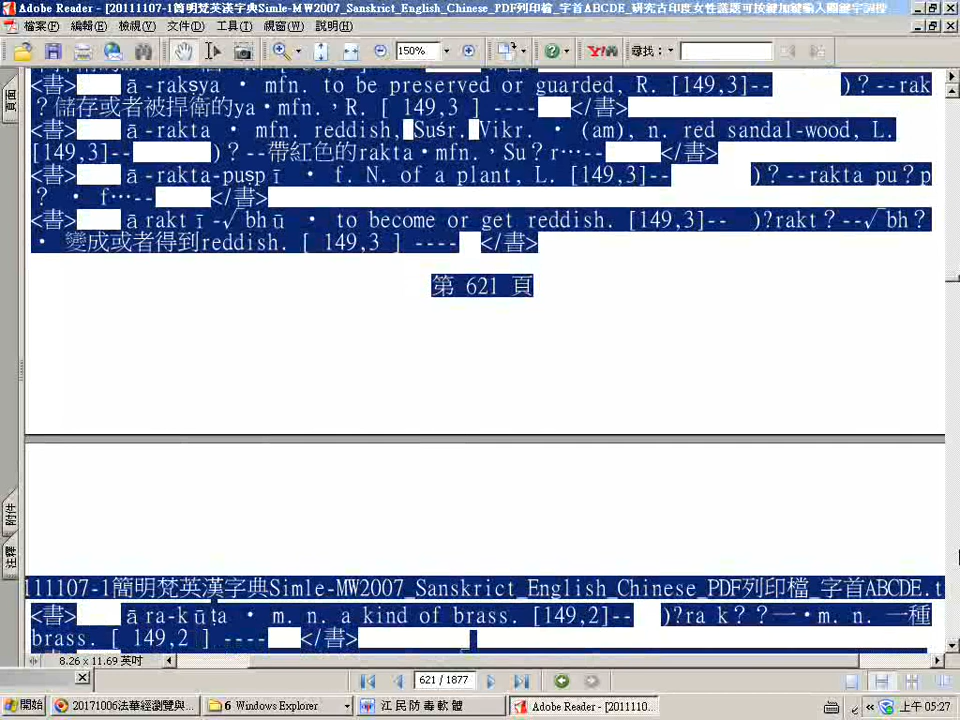 Adobe Reader - [20111107-1簡明梵英漢字典Simle-MW2007_Sanskrict_English_Chinese_PDF列印檔_字首ABCDE_研究古印度女性議題可按鍵加鍵輸入關鍵字詞搜
檔案(F) 編輯(E) 檢視(V) 文件(D) 工具(T) 視窗(W) 說明(H)
150% 尋找：
頁面
<書> ā-rakṣya · mfn. to be preserved or guarded, R. [149,3]-- )？--rak
？儲存或者被捍衛的ya·mfn. ，R. [ 149,3 ] ---- </書>
<書> ā-rakta · mfn. reddish, Suśr. Vikr. · (am), n. red sandal-wood, L.
[149,3]-- )？--帶紅色的rakta·mfn. ，Su？r…-- </書>
<書> ā-rakta-puṣpī · f. N. of a plant, L. [149,3]-- )？--rakta pu？p
？ · f…-- </書>
<書> āraktī-√bhū · to become or get reddish. [149,3]-- )?rakt？--√bh？
· 變成或者得到reddish. [ 149,3 ] ---- </書>
第 621 頁
附件
注釋
111107-1簡明梵英漢字典Simle-MW2007_Sanskrict_English_Chinese_PDF列印檔_字首ABCDE.t
<書> āra-kūṭa · m. n. a kind of brass. [149,2]-- )?ra k？？一·m. n. 一種
brass. [ 149,2 ] ---- </書>
8.26 x 11.69 英吋
621 / 1877
開始 20171006法華經瀏覽與... 6 Windows Explorer 江民防毒軟體 Adobe Reader - [2011110... 上午 05:27